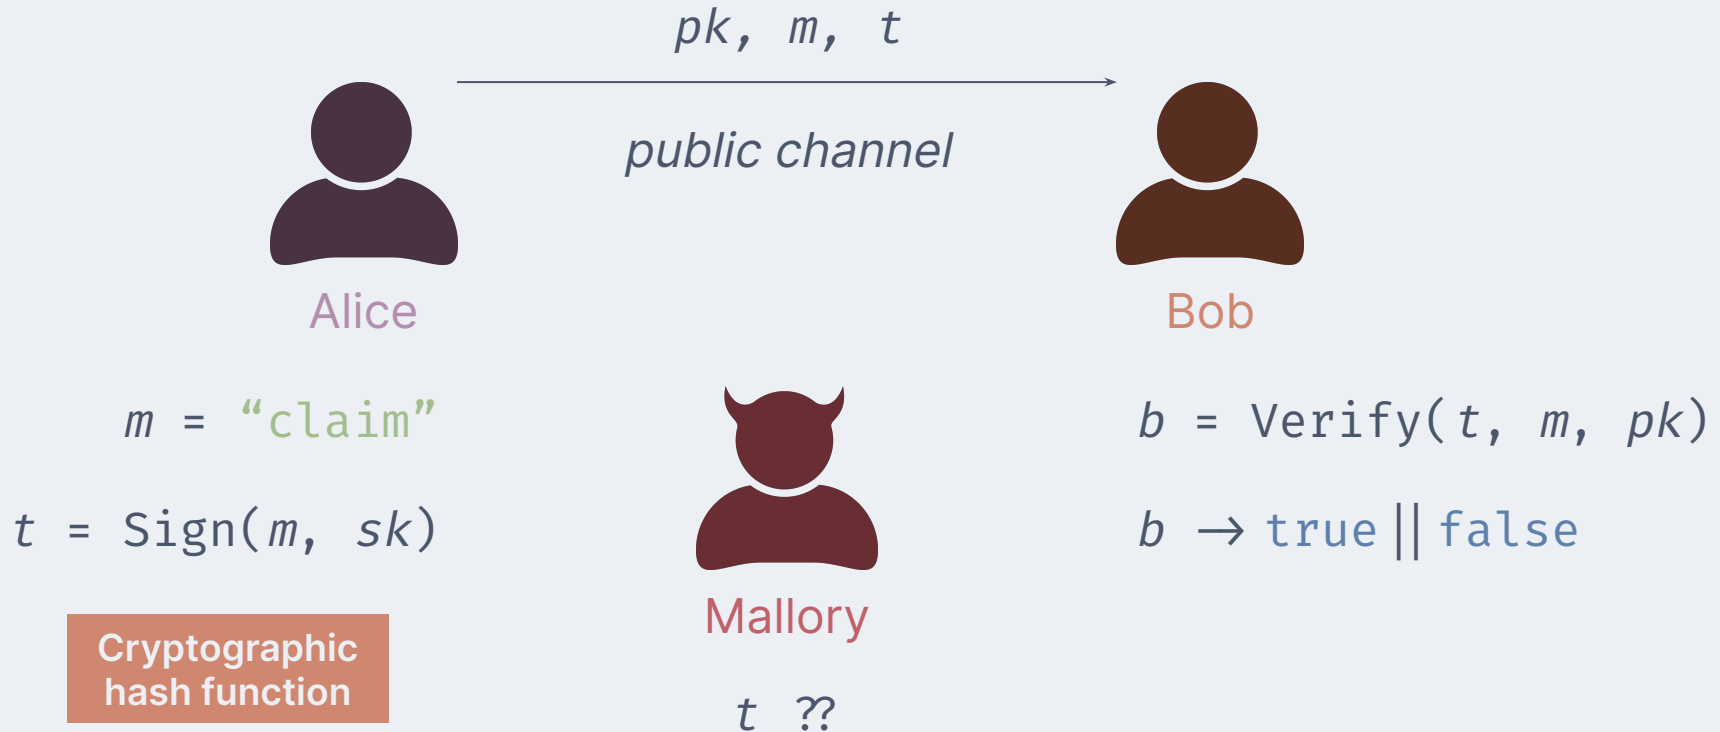 pk, m, t
public channel
Alice
Bob
m = “claim”
t = Sign(m, sk)
Cryptographic
hash function
Mallory
t ??
b = Verify(t, m, pk)
b → true || false